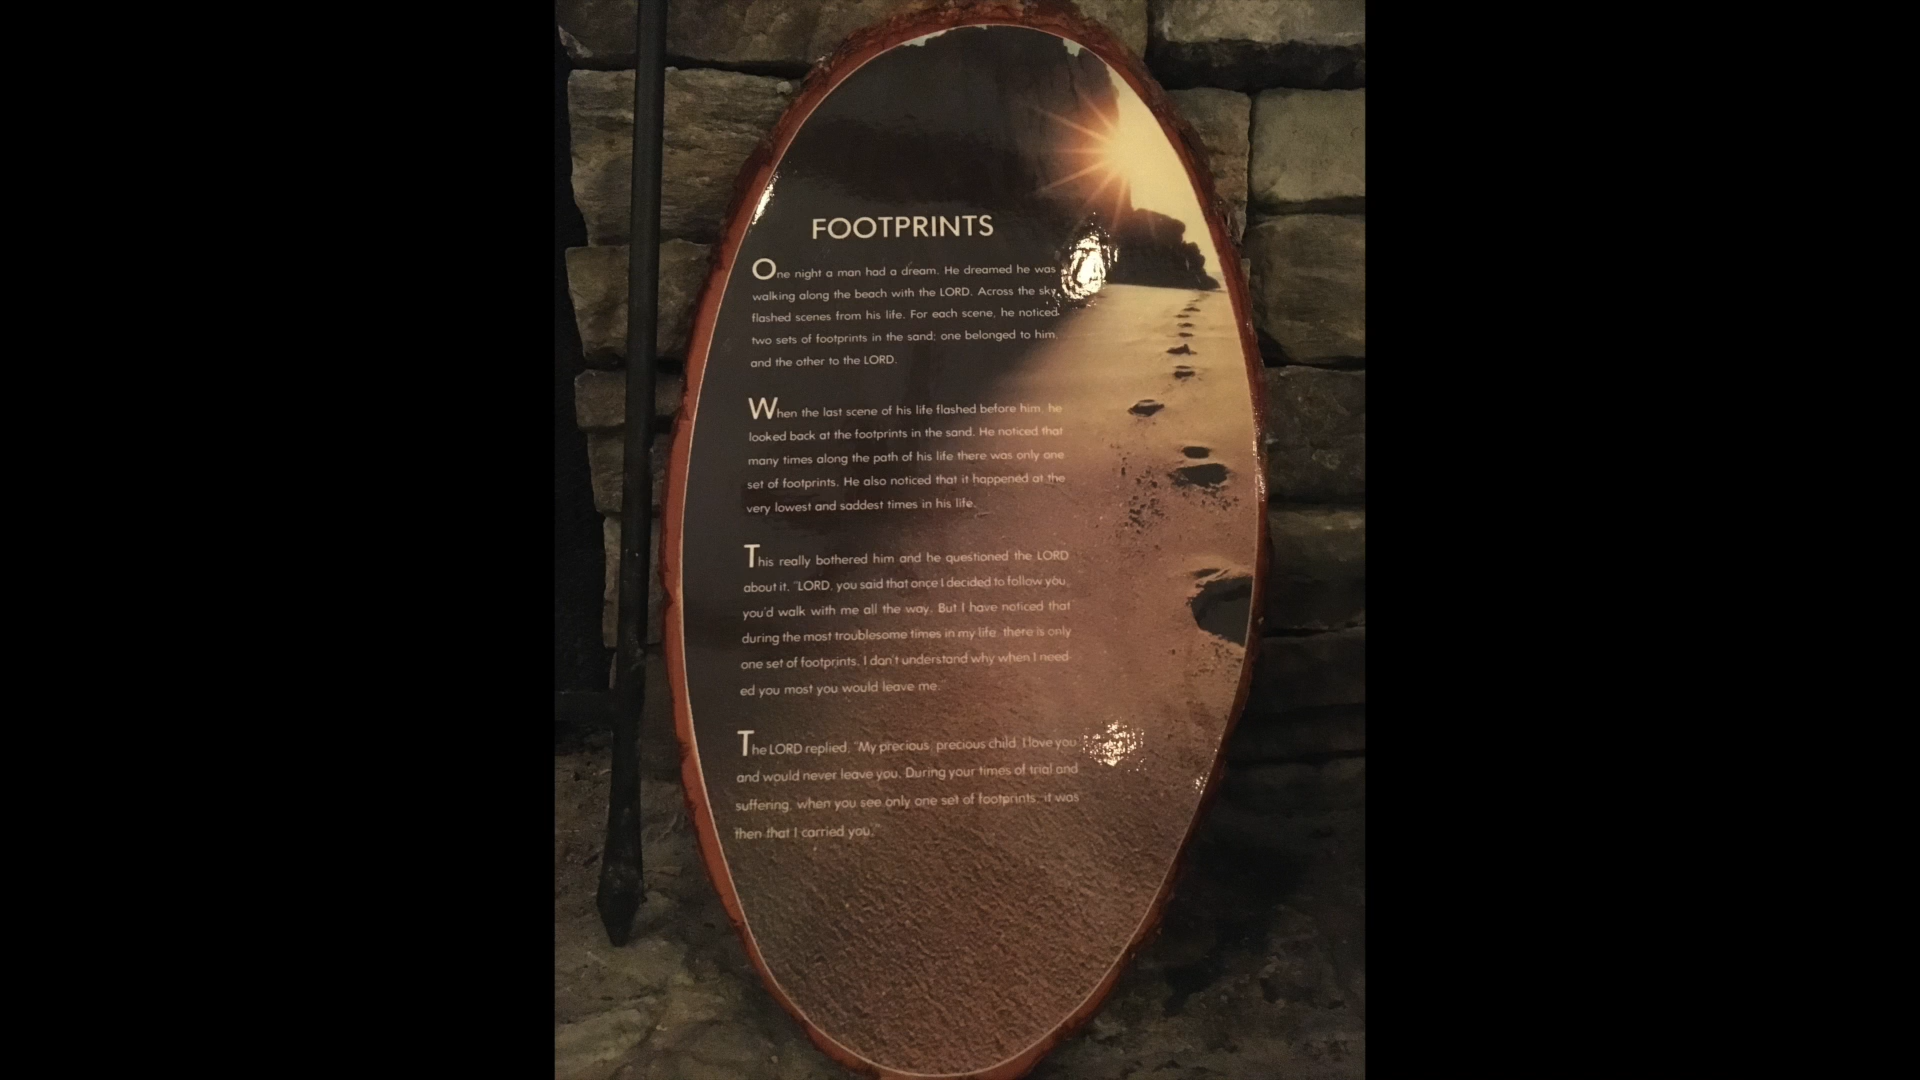 FOOTPRINTS
One night a man had a dream. He dreamed he was
walking along the beach with the LORD. Across the sky
flashed scenes from his life. For each scene, he noticed
two sets of footprints in the sand; one belonged to him,
and the other to the LORD.
When the last scene of his life flashed before him, he
looked back at the footprints in the sand. He noticed that
many times along the path of his life there was only one
set of footprints. He also noticed that it happened at the
very lowest and saddest times in his life.
This really bothered him and he questioned the LORD
about it. "LORD, you said that once I decided to follow you,
you'd walk with me all the way. But I have noticed that
during the most troublesome times in my life, there is only
one set of footprints. I don't understand why when I need-
ed you most you would leave me."
The LORD replied, "My precious, precious child, I love you
and would never leave you. During your times of trial and
suffering, when you see only one set of footprints, it was
then that I carried you."